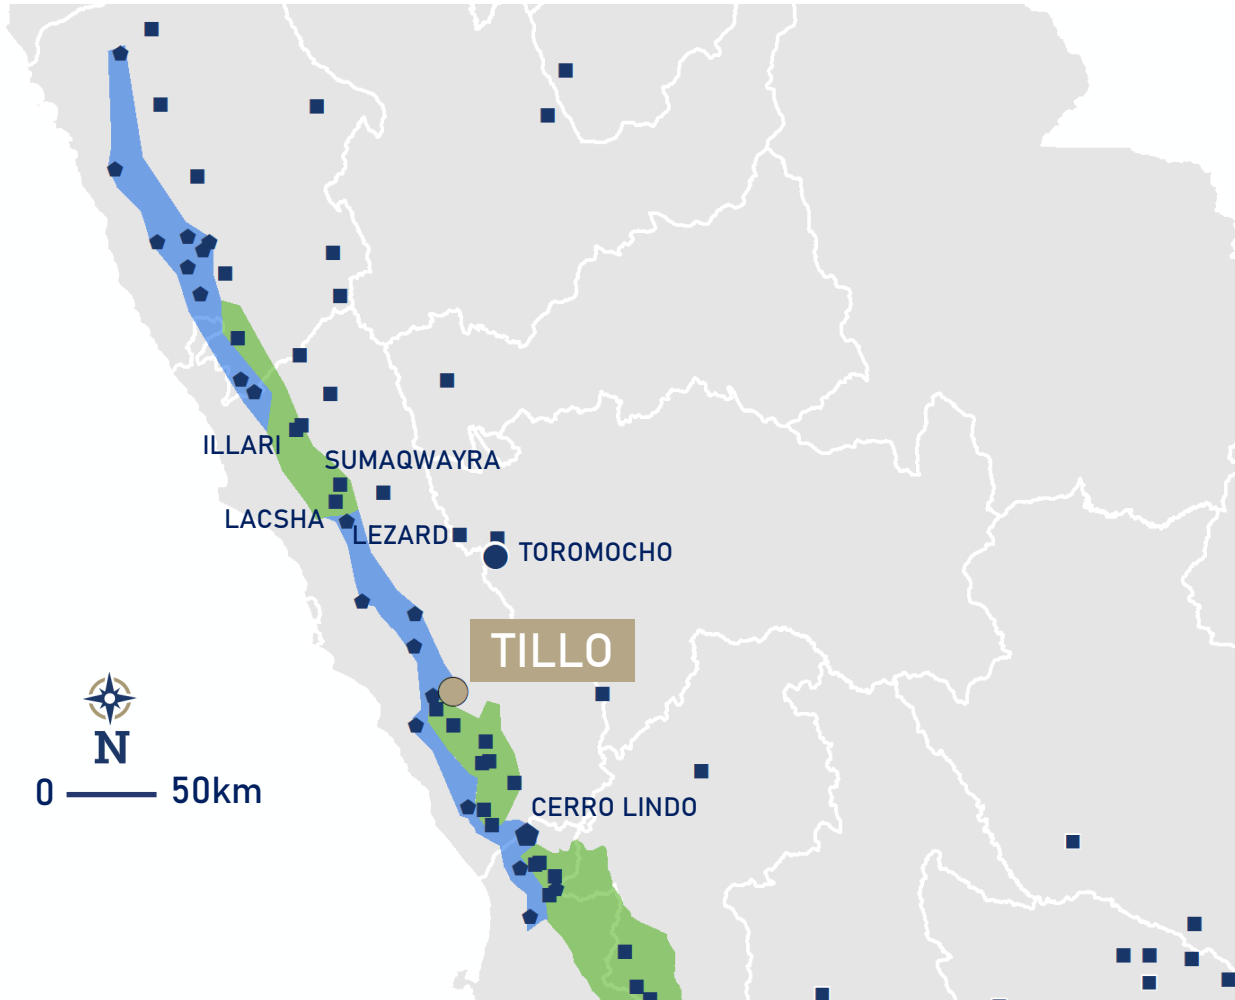 ILLARI
SUMAQWAYRA
LACSHA
LEZARD
TOROMOCHO
TILLO
N
0 50km
CERRO LINDO